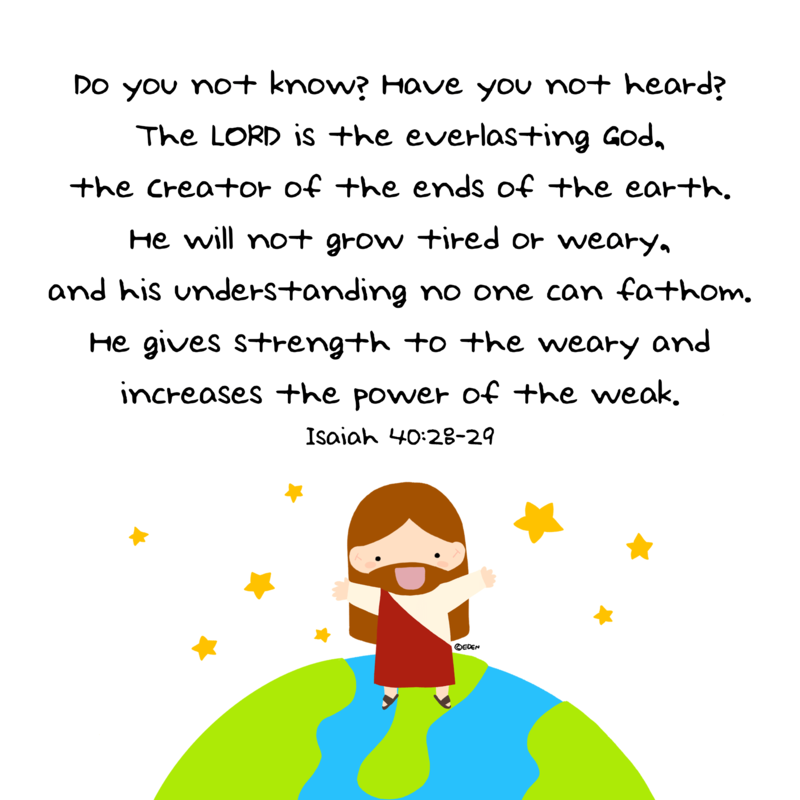 Do you not know? Have you not heard?
The LORD is the everlasting God,
the Creator of the ends of the earth.
He will not grow tired or weary,
and his understanding no one can fathom.
He gives strength to the weary and
increases the power of the weak.
Isaiah 40:28-29
©EDEN